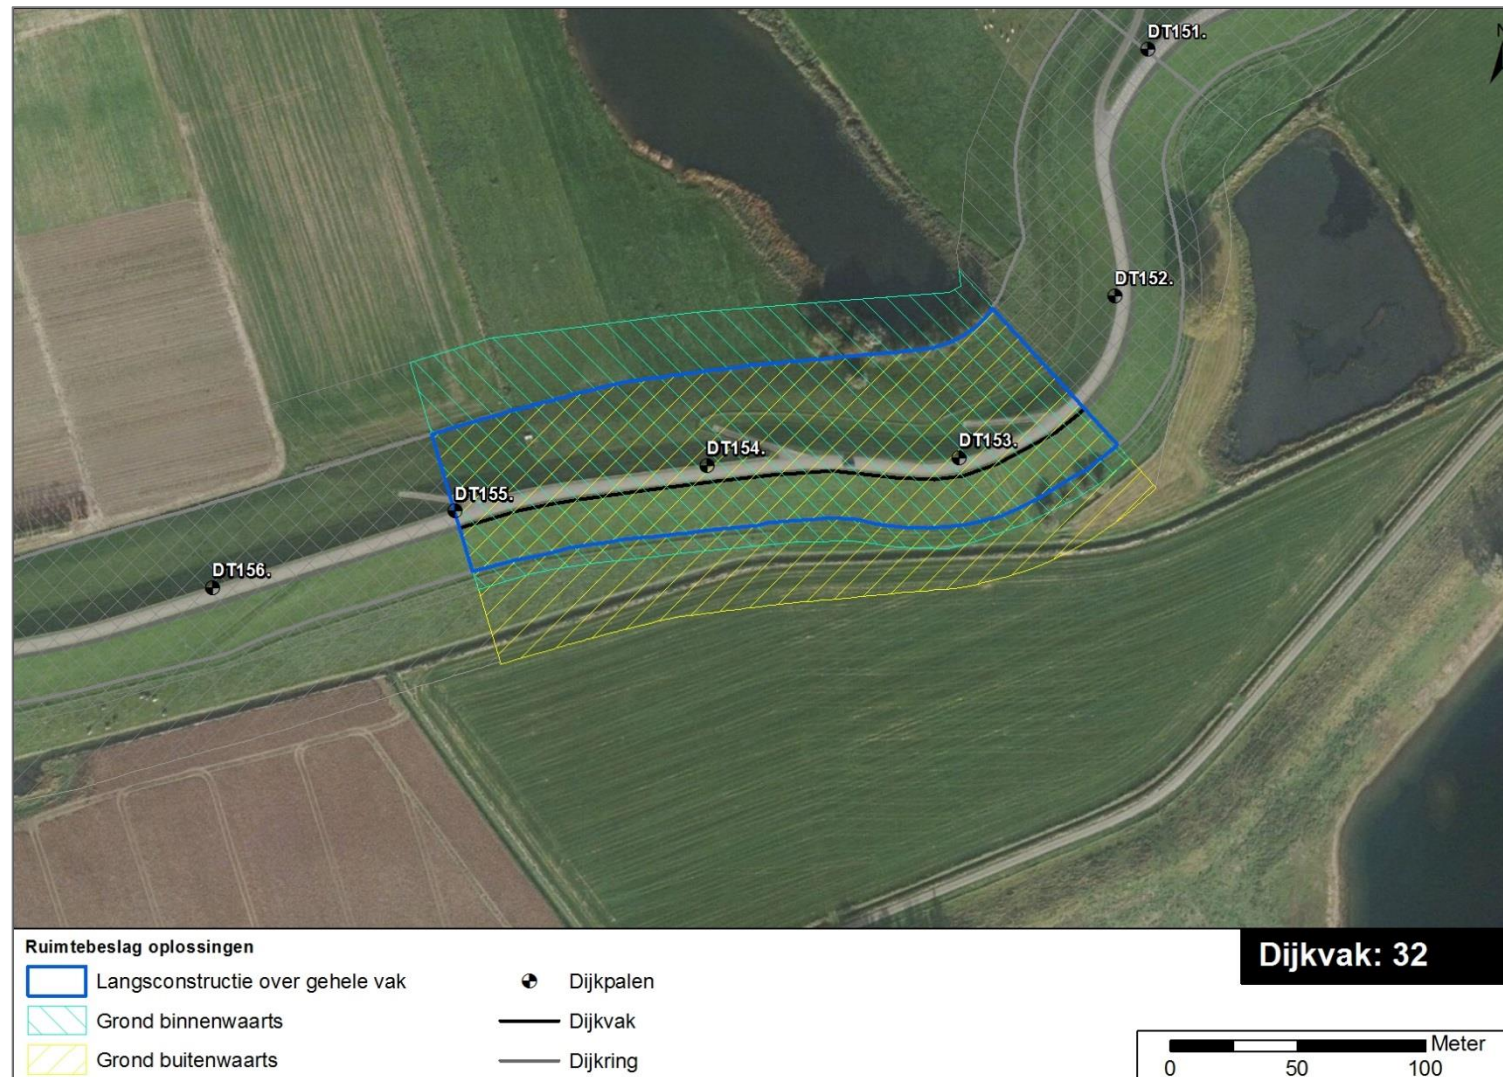 DT151.
N
DT152.
DT153.
DT154.
DT155.
DT156.
Ruimtebeslag oplossingen
Langsconstructie over gehele vak
Grond binnenwaarts
Grond buitenwaarts
Dijkpalen
Dijkvak
Dijkring
Dijkvak: 32
Meter
0 50 100